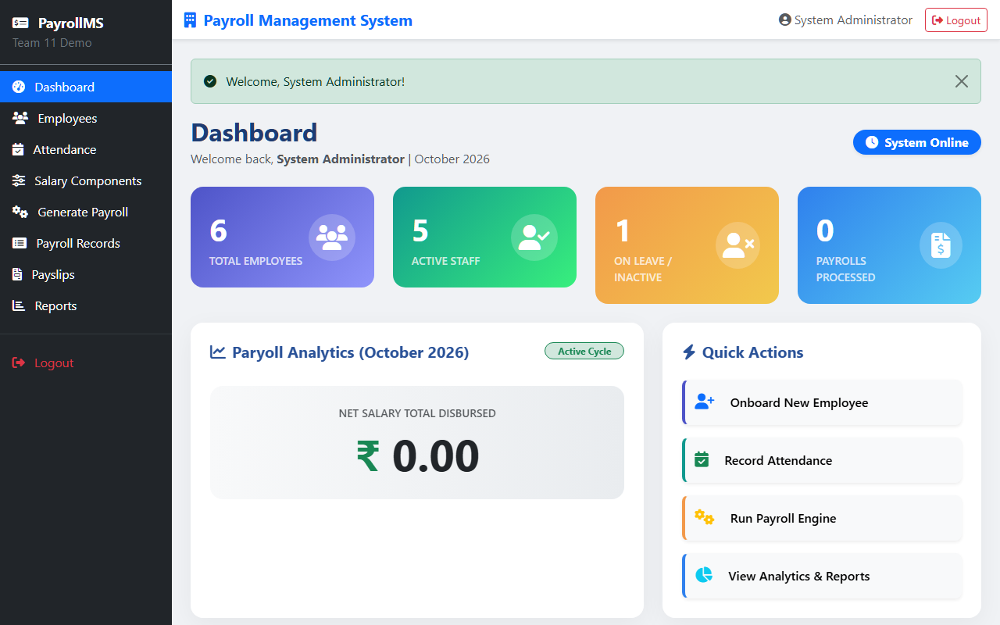 PayrollMS
Team 11 Demo
Dashboard
Employees
Attendance
Salary Components
Generate Payroll
Payroll Records
Payslips
Reports
Logout
Payroll Management System
System Administrator
Logout
Welcome, System Administrator!
Dashboard
Welcome back, System Administrator | October 2026
System Online
6
TOTAL EMPLOYEES
5
ACTIVE STAFF
1
ON LEAVE /
INACTIVE
0
PAYROLLS
PROCESSED
Paryoll Analytics (October 2026)
Active Cycle
NET SALARY TOTAL DISBURSED
₹ 0.00
Quick Actions
Onboard New Employee
Record Attendance
Run Payroll Engine
View Analytics & Reports